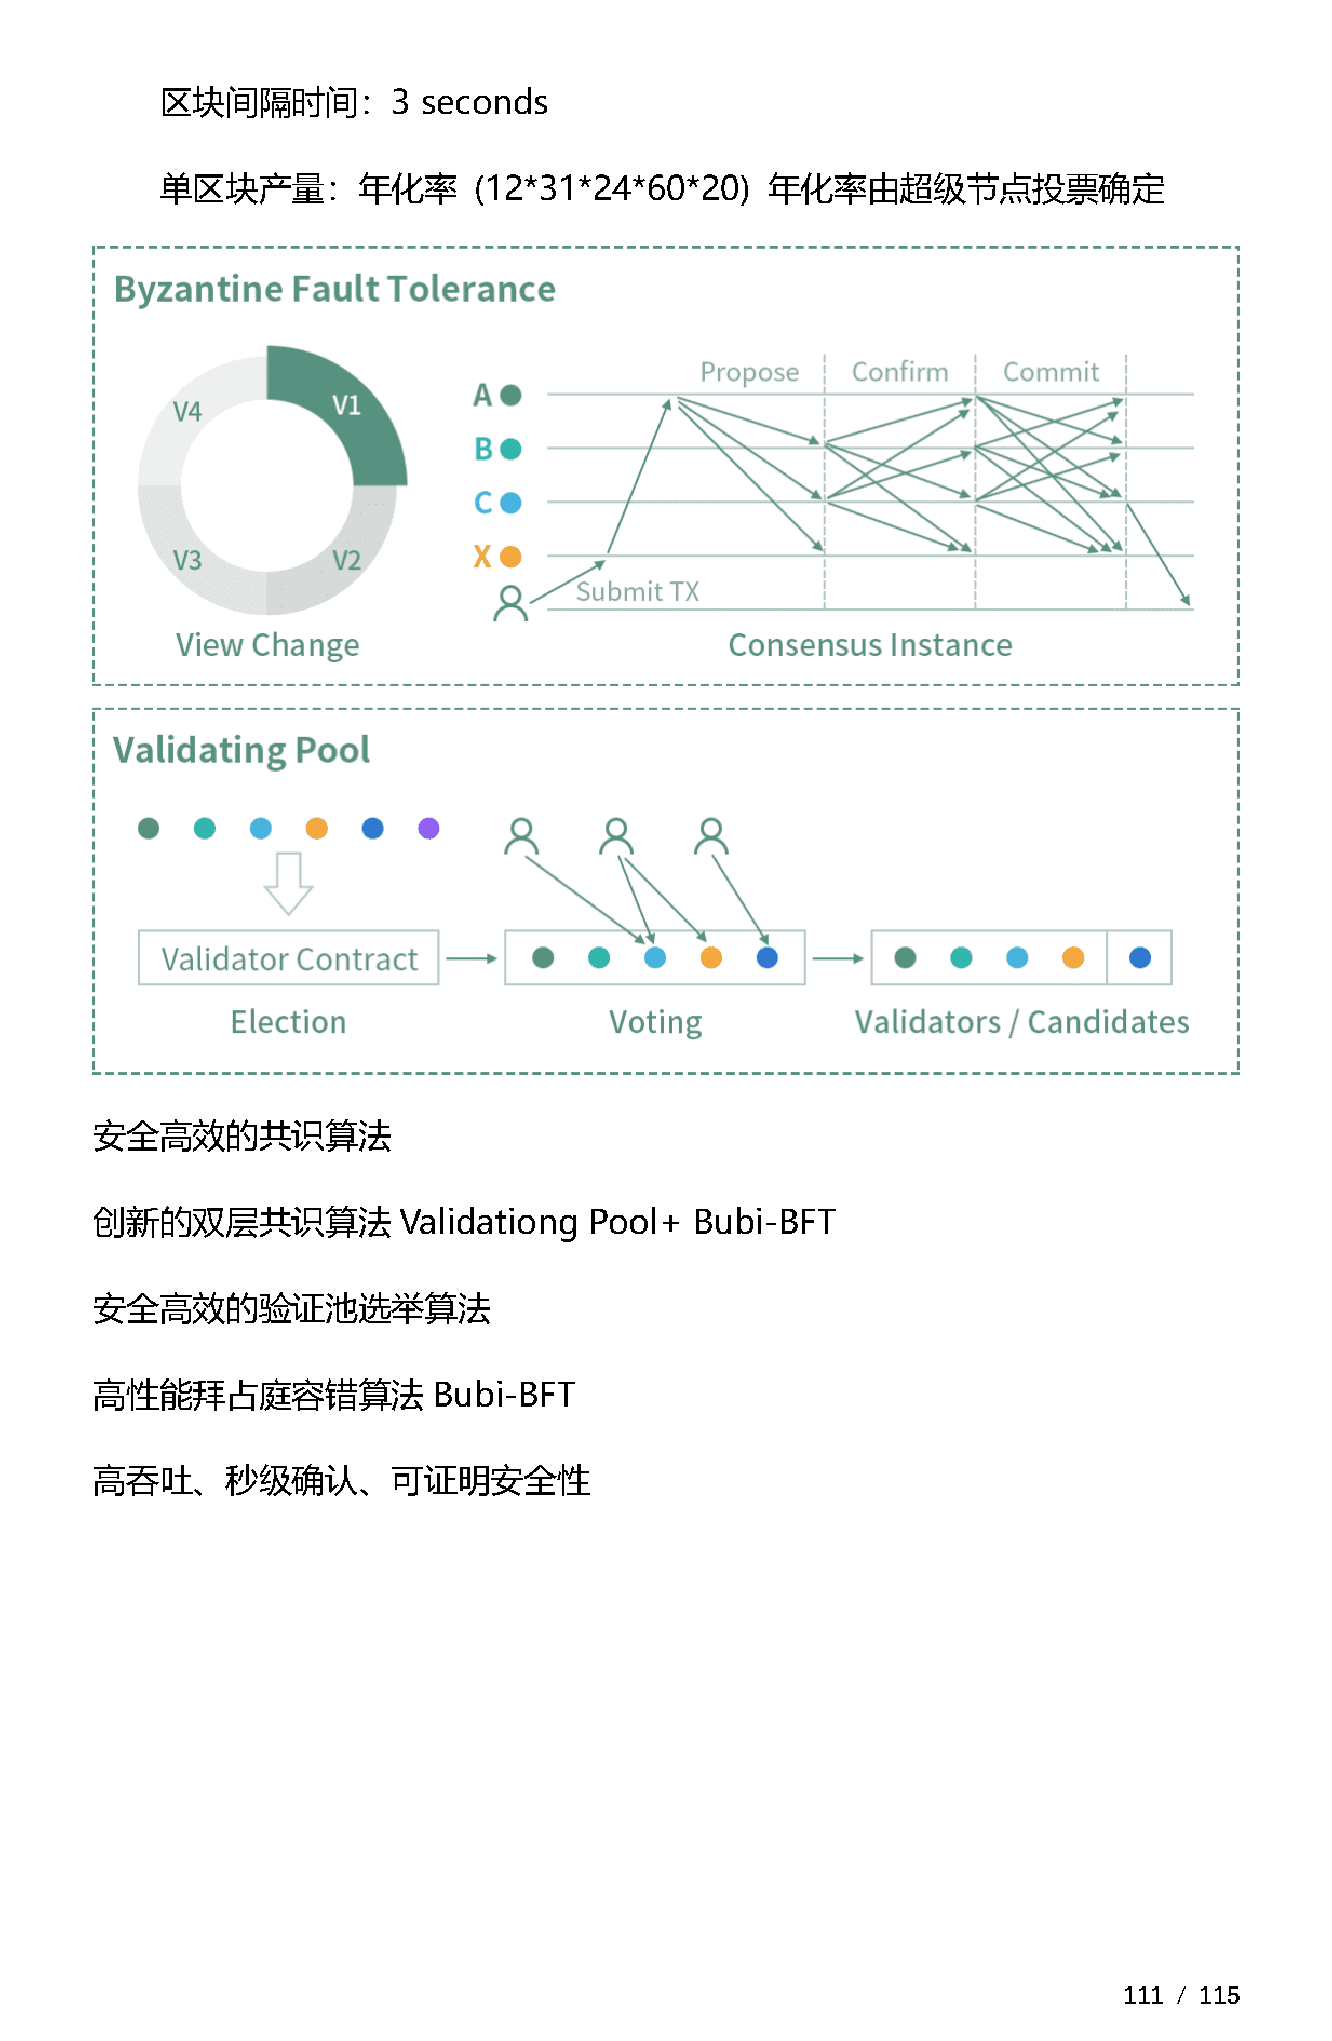 区块间隔时间：3 seconds
单区块产量：年化率 (12*31*24*60*20) 年化率由超级节点投票确定
Byzantine Fault Tolerance
Propose Confirm Commit
V4 V1
A
B
C
V3 V2
X
Submit TX
View Change
Consensus Instance
Validating Pool
Validator Contract
Election
Voting
Validators / Candidates
安全高效的共识算法
创新的双层共识算法 Validationg Pool+ Bubi-BFT
安全高效的验证池选举算法
高性能拜占庭容错算法 Bubi-BFT
高吞吐、秒级确认、可证明安全性
111 / 115